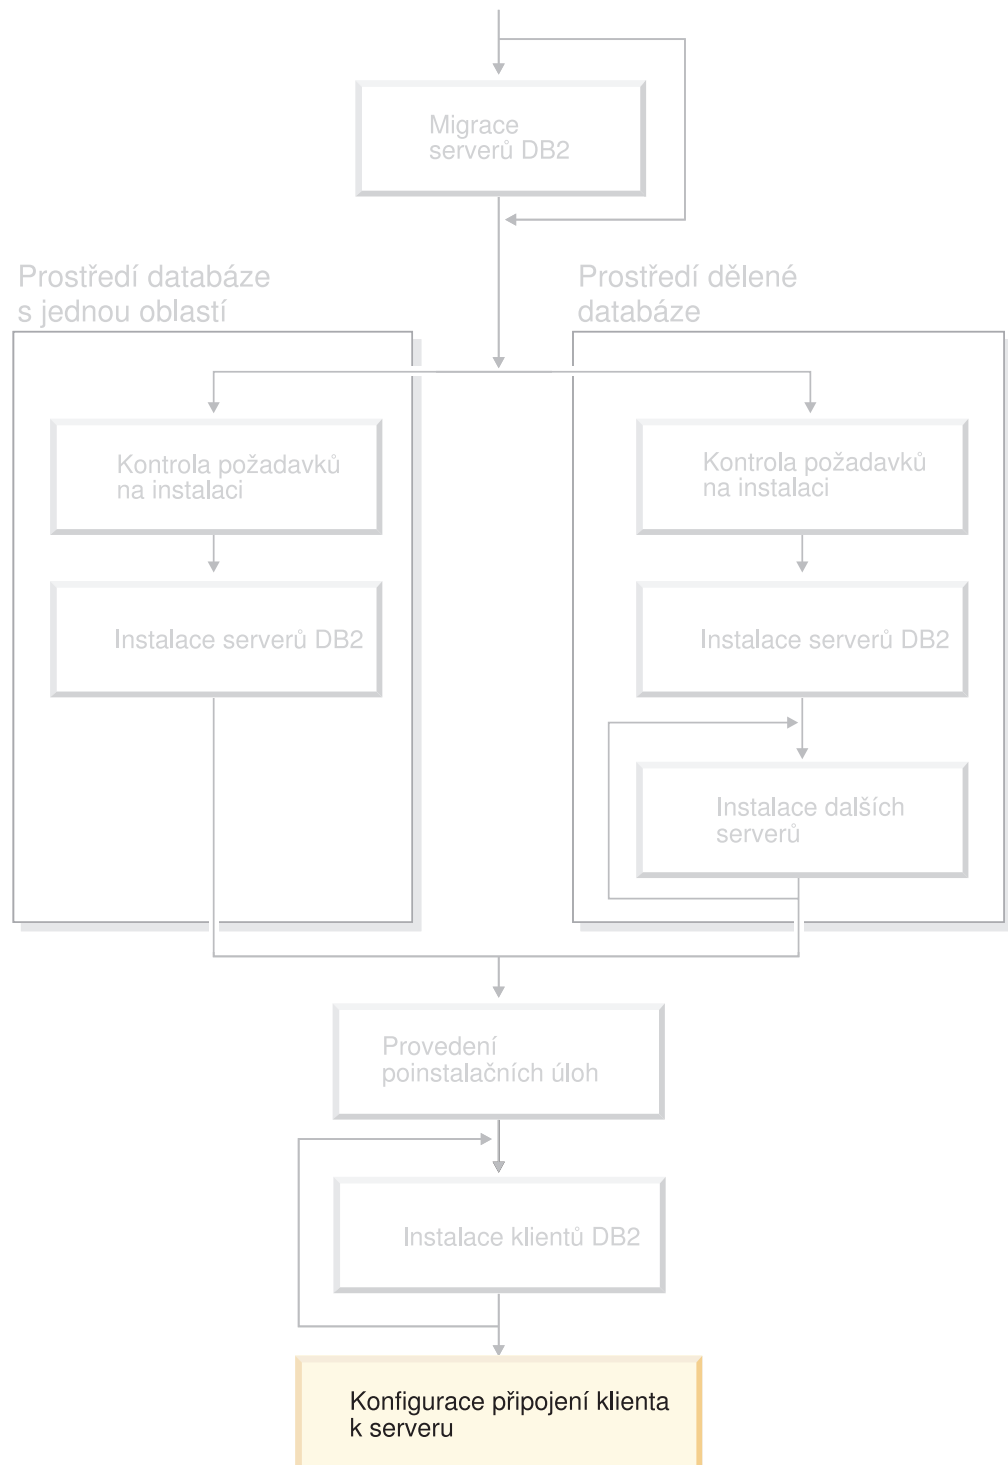 Migrace
serverů DB2
Prostředí databáze
s jednou oblastí
Prostředí dělené
databáze
Kontrola požadavků
na instalaci
Kontrola požadavků
na instalaci
Instalace serverů DB2
Instalace serverů DB2
Instalace dalších
serverů
Provedení
poinstalačních úloh
Instalace klientů DB2
Konfigurace připojení klienta
k serveru